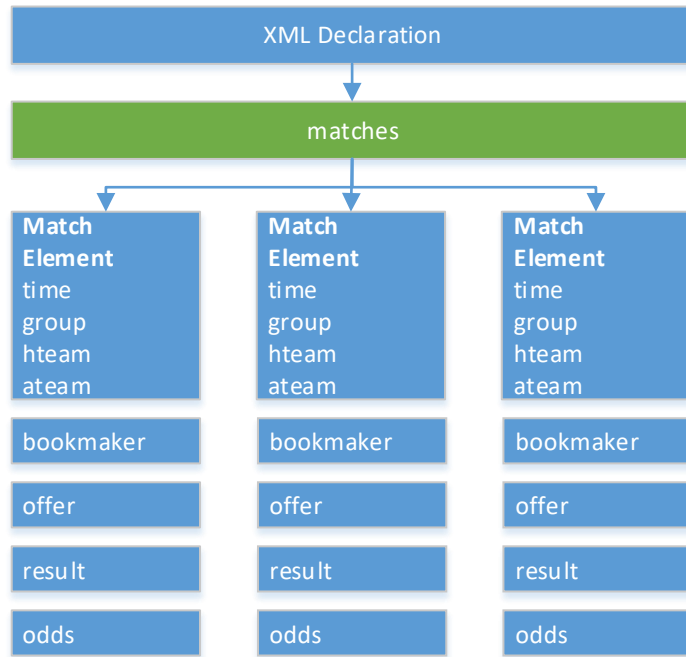 XML Declaration
matches
Match
Element
time
group
hteam
ateam
bookmaker
offer
result
odds
Match
Element
time
group
hteam
ateam
bookmaker
offer
result
odds
Match
Element
time
group
hteam
ateam
bookmaker
offer
result
odds